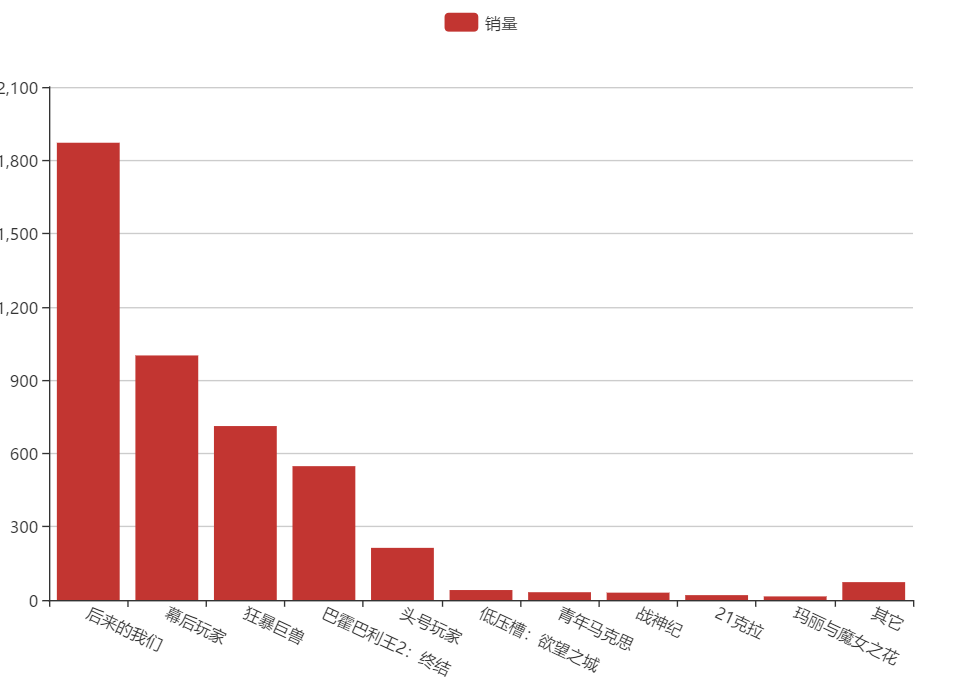 销量
2,100
1,800
1,500
1,200
900
600
300
0
后来的我们
幕后玩家
狂暴巨兽
巴霍巴利王2：终结
头号玩家
低压槽：欲望之城
青年马克思
战神纪
21克拉
玛丽与魔女之花
其它